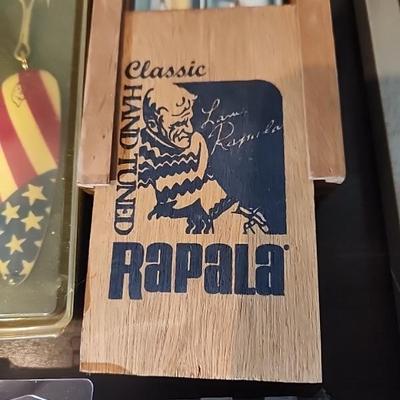 Classic
HAND TUNED
Lauri
Rapala
RAPALA®